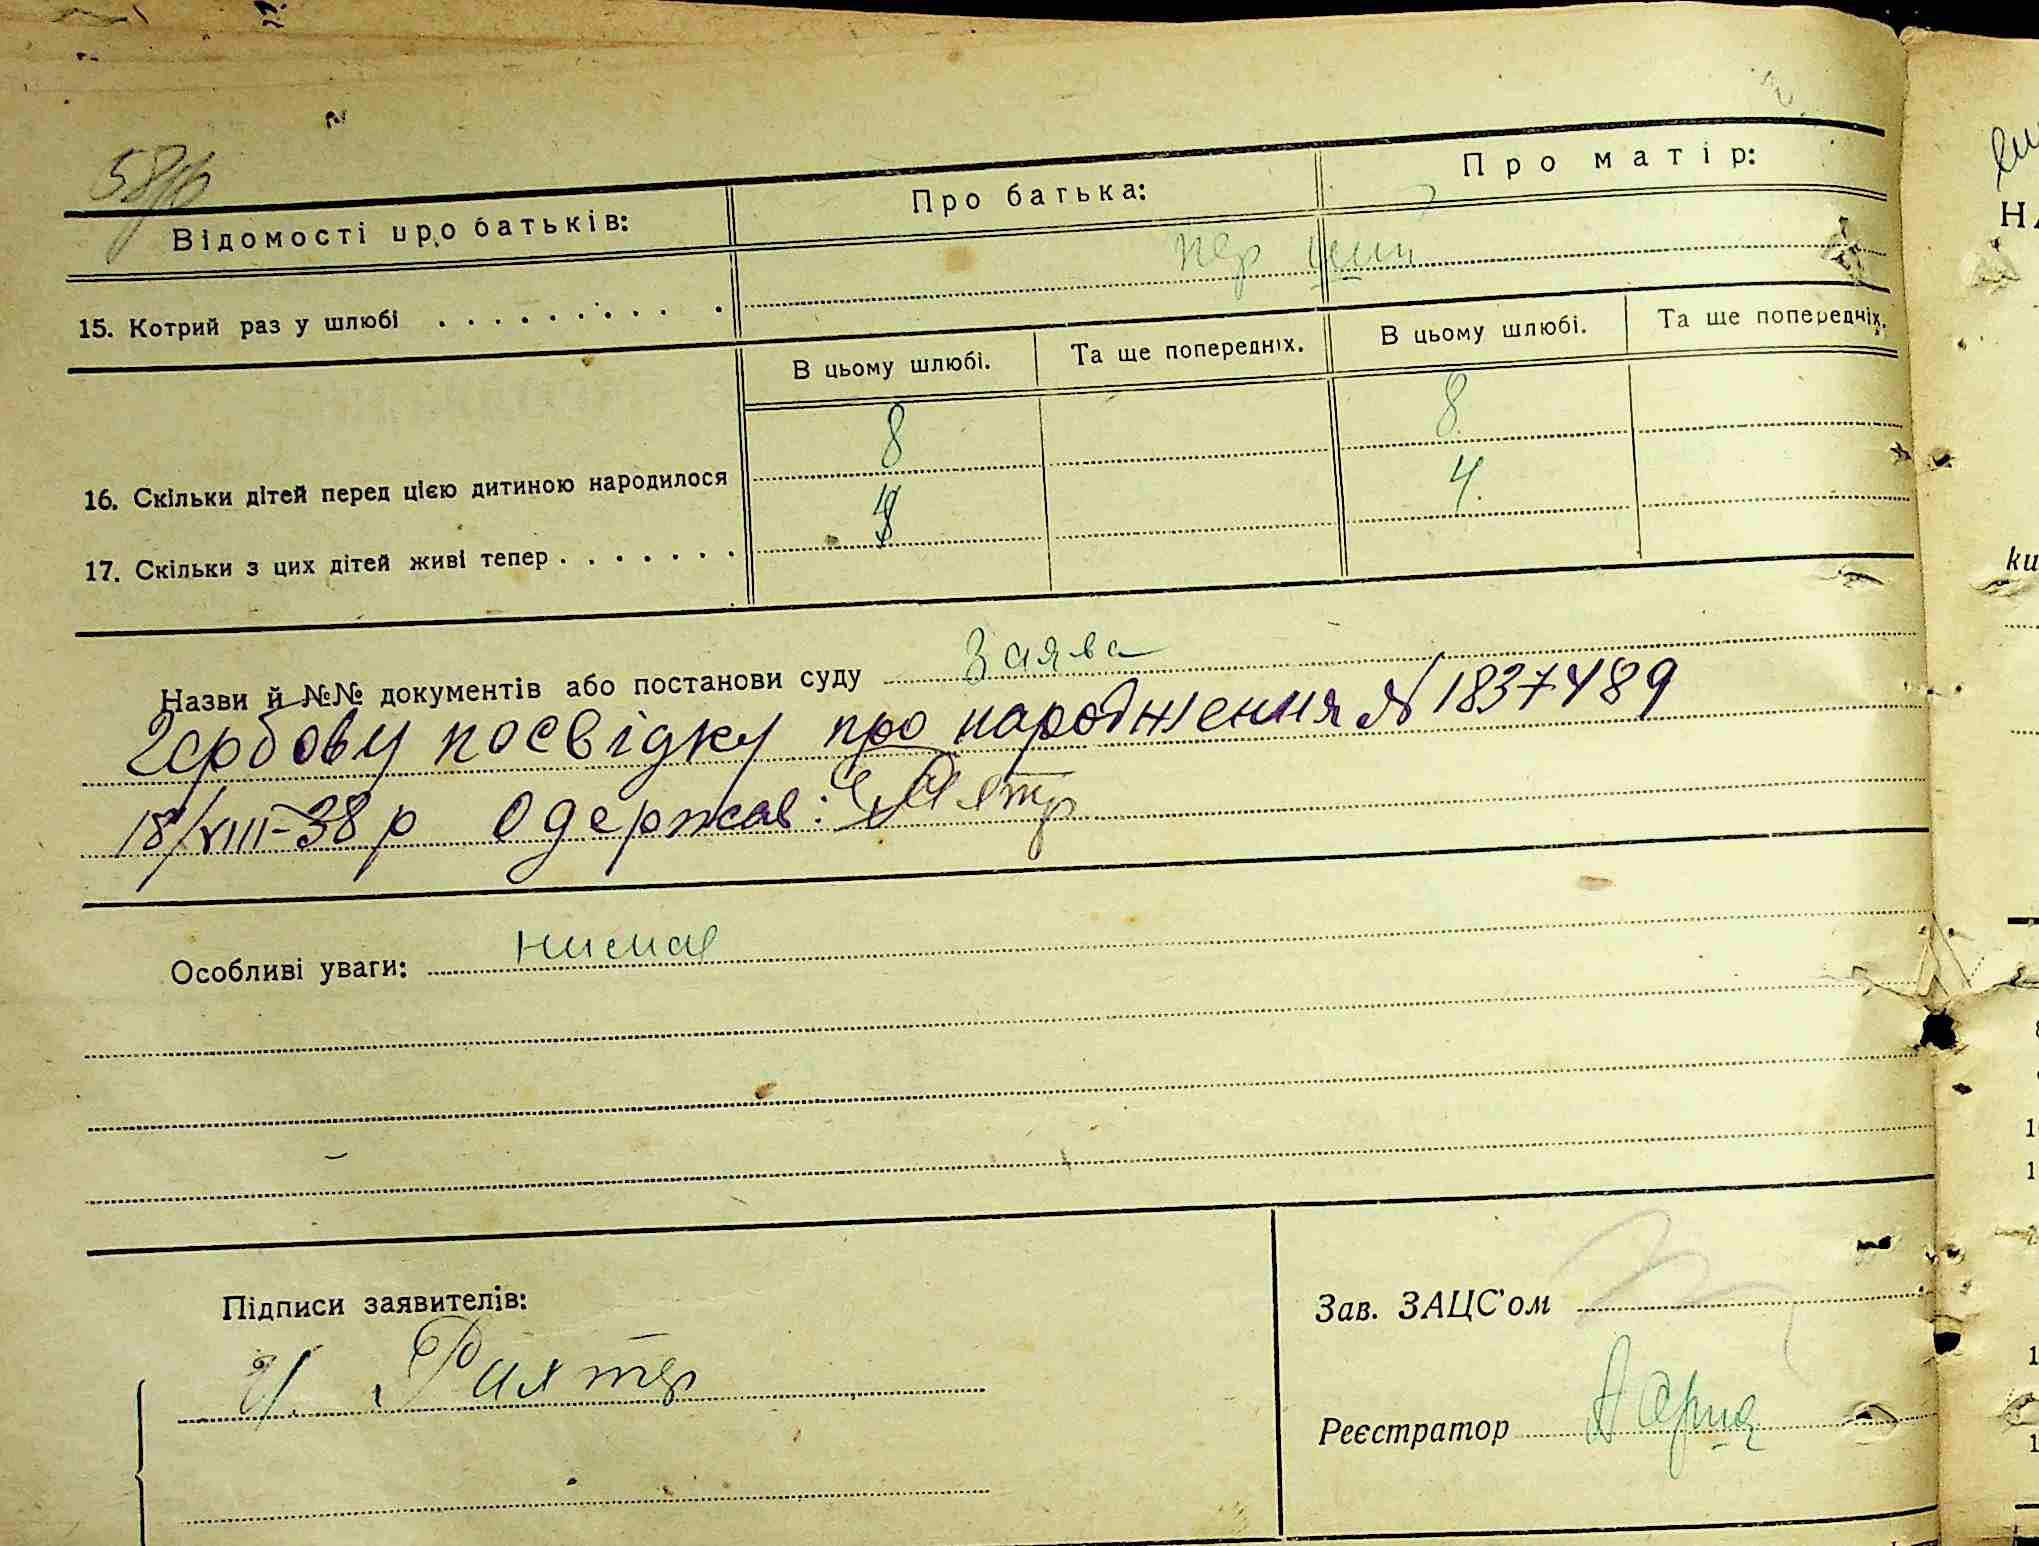 Відомості про батьків:
Про батька:
Про матір:
15. Котрий раз у шлюбі . . . . . . . . . .
пер ший
В цьому шлюбі.
Та ще попередніх.
В цьому шлюбі.
Та ще попередніх.
16. Скільки дітей перед цією дитиною народилося
8
8
17. Скільки з цих дітей живі тепер . . . . . . .
4
4.
Назви й №№ документів або постанови суду
Заява
Гербову посвідку про народження № 1837489
18/VIII-38 р одержав:
Особливі уваги:
нимає
Підписи заявителів:
Зав. ЗАЦС'ом
Реєстратор